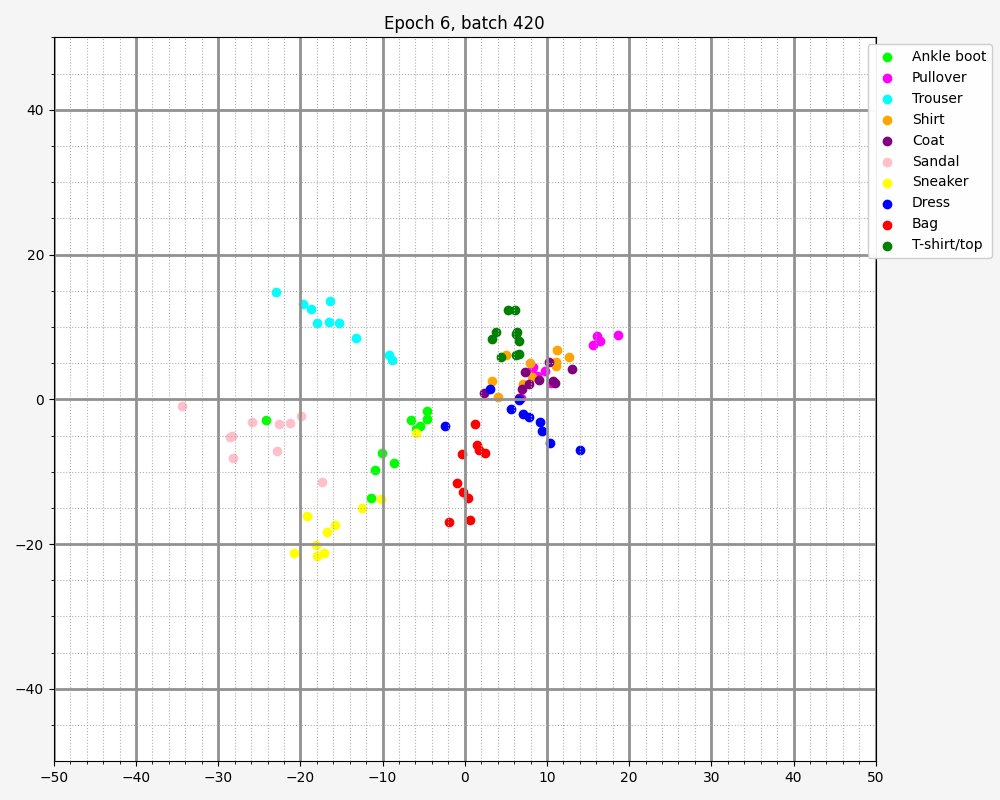 Epoch 6, batch 420
Ankle boot
Pullover
Trouser
Shirt
Coat
Sandal
Sneaker
Dress
Bag
T-shirt/top
40
20
0
−20
−40
−50
−40
−30
−20
−10
0
10
20
30
40
50